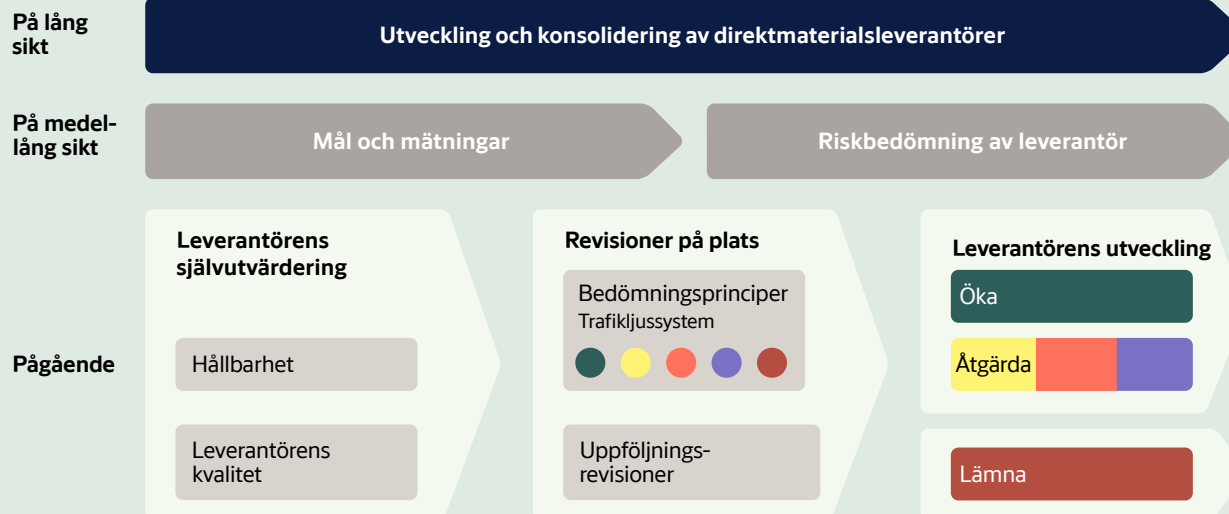 På lång
sikt
Utveckling och konsolidering av direktmaterialsleverantörer
På medel-
lång sikt
Mål och mätningar
Riskbedömning av leverantör
Pågående
Leverantörens
självutvärdering
Hållbarhet
Leverantörens
kvalitet
Revisioner på plats
Bedömningsprinciper
Trafikljussystem
Uppföljnings-
revisioner
Leverantörens utveckling
Öka
Åtgärda
Lämna